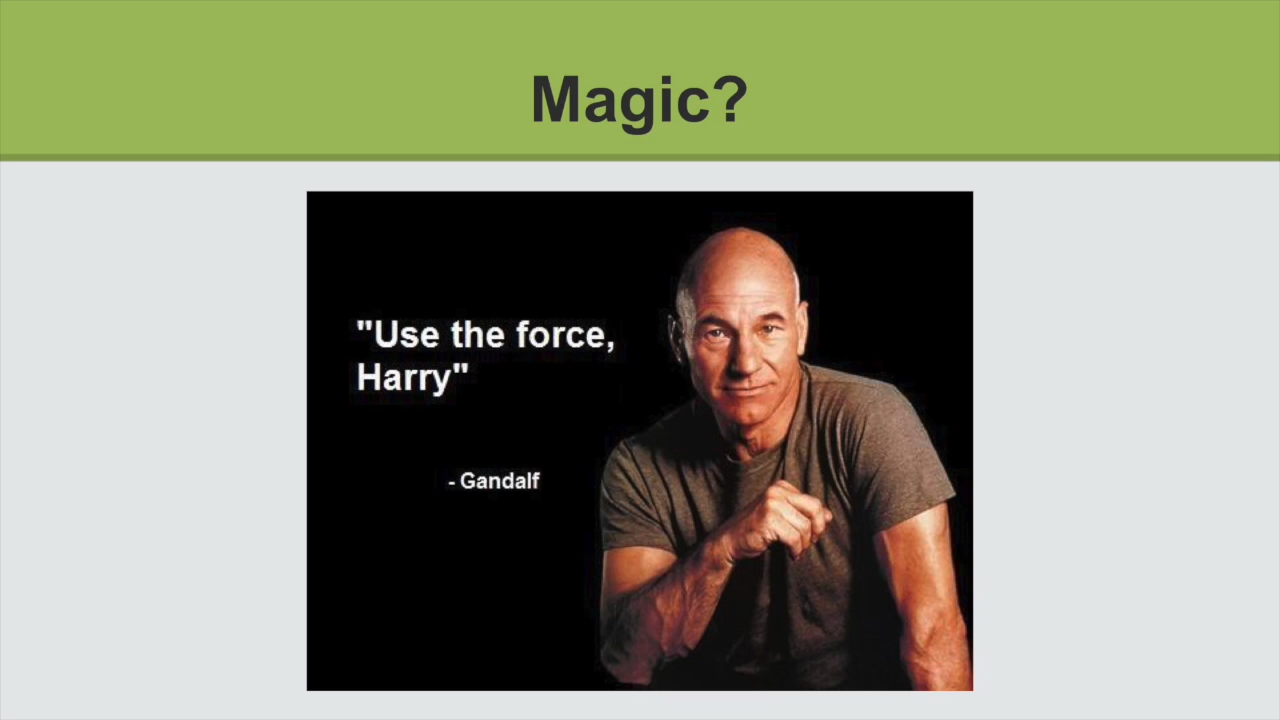 Magic?
"Use the force,
Harry"
- Gandalf